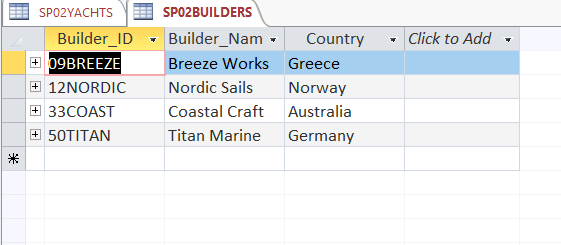 SP02YACHTS SP02BUILDERS
Builder_ID Builder_Nam Country Click to Add
09BREEZE Breeze Works Greece
12NORDIC Nordic Sails Norway
33COAST Coastal Craft Australia
50TITAN Titan Marine Germany